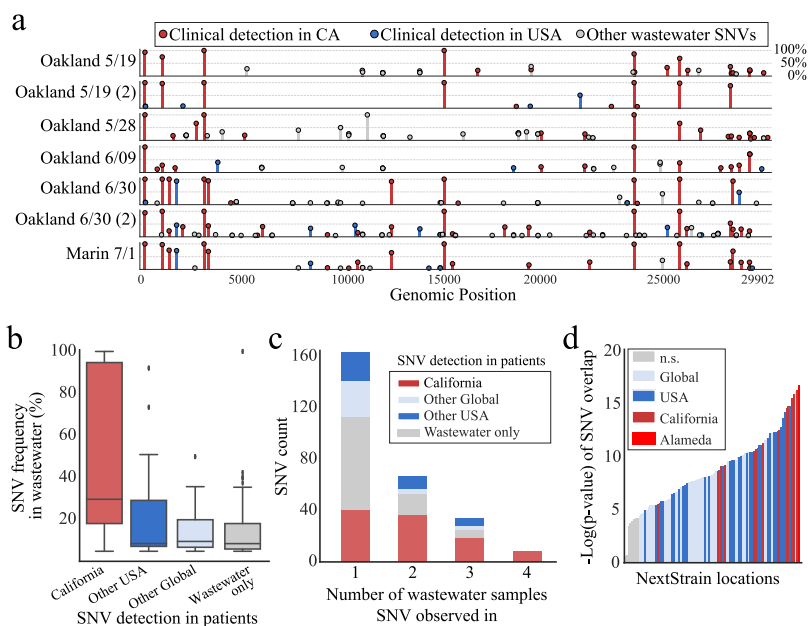 a
Clinical detection in CA
Clinical detection in USA
Other wastewater SNVs
Oakland 5/19
100%
50%
0%
Oakland 5/19 (2)
Oakland 5/28
Oakland 6/09
Oakland 6/30
Oakland 6/30 (2)
Marin 7/1
0 5000 10000 15000 20000 25000 29902
Genomic Position
b
SNV frequency
in wastewater (%)
100
80
60
40
20
California
Other USA
Other Global
Wastewater
only
SNV detection in patients
c
SNV count
160
120
80
40
0
SNV detection in patients
California
Other Global
Other USA
Wastewater only
1 2 3 4
Number of wastewater samples
SNV observed in
d
-Log(p-value) of SNV overlap
20
15
10
5
0
n.s.
Global
USA
California
Alameda
NextStrain locations